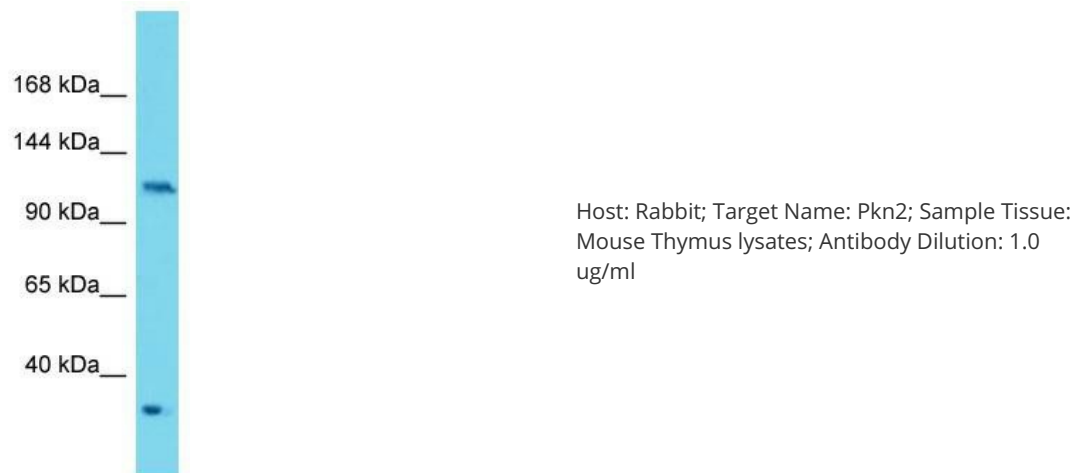 168 kDa__
144 kDa__
90 kDa__
65 kDa__
40 kDa__
Host: Rabbit; Target Name: Pkn2; Sample Tissue:
Mouse Thymus lysates; Antibody Dilution: 1.0
ug/ml